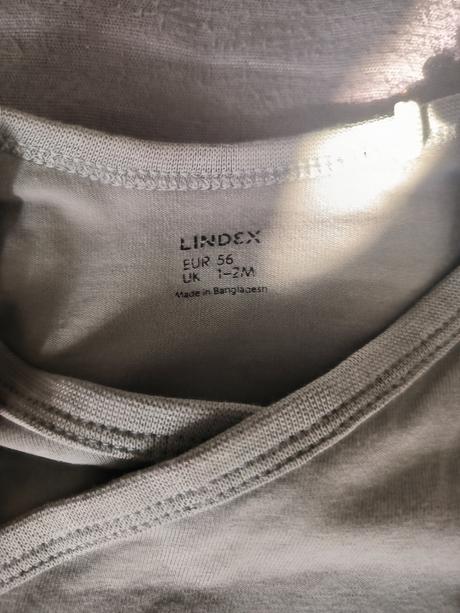 LINDEX
EUR 56
UK 1-2M
Made in Bangladesh